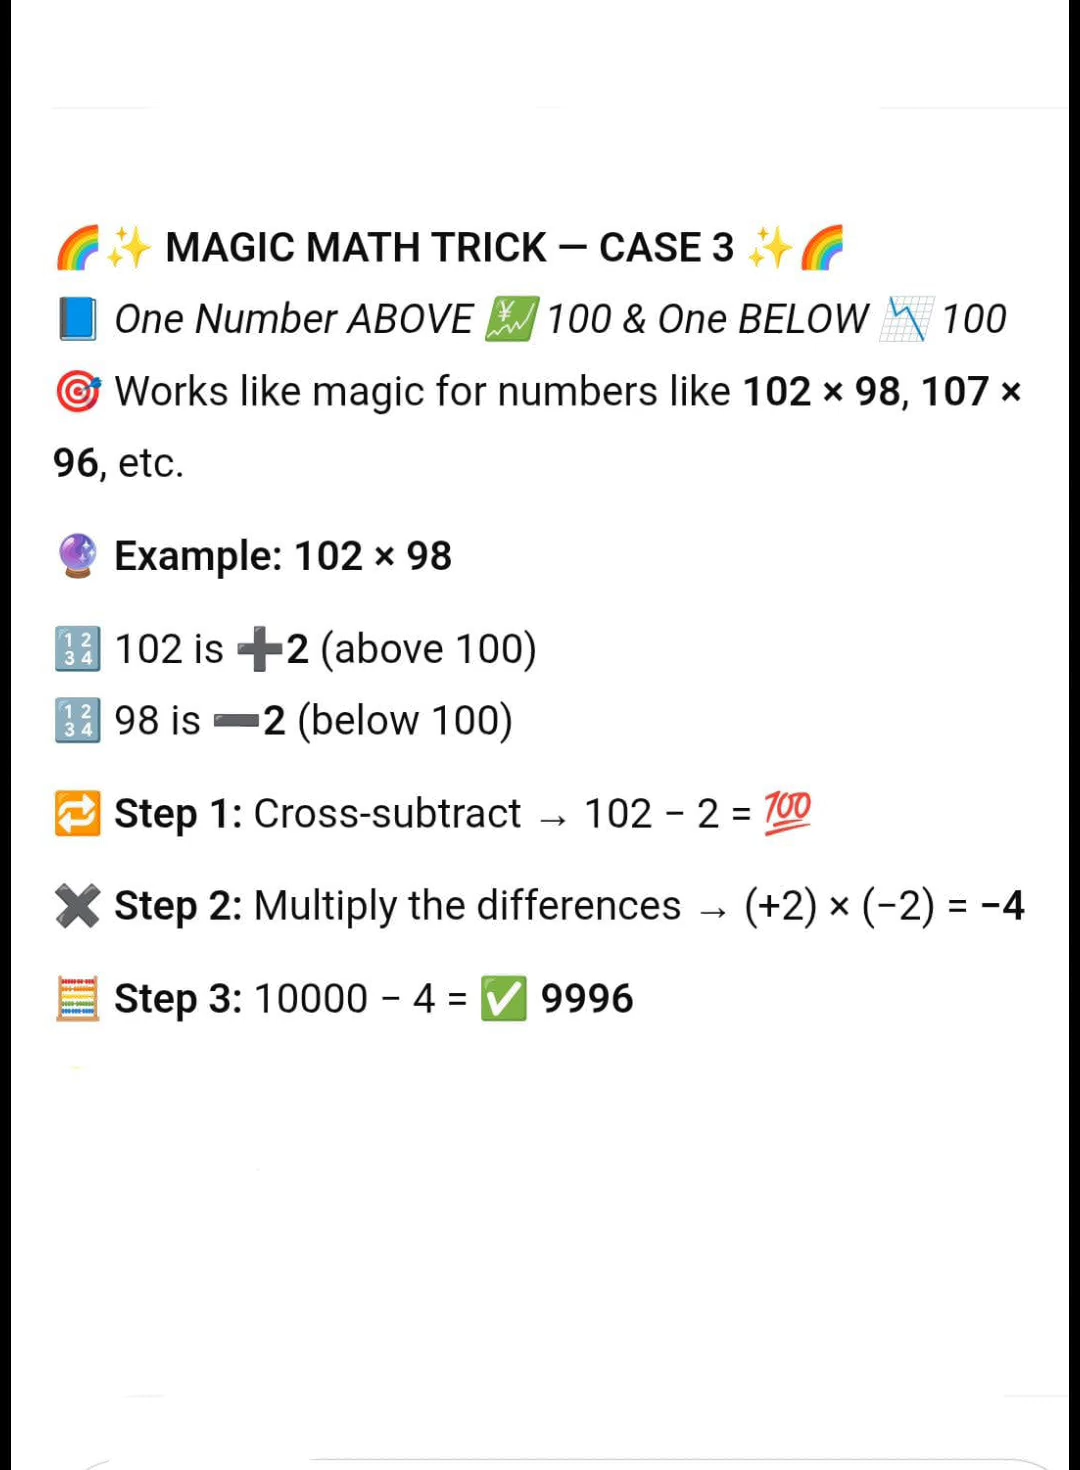 🌈✨ MAGIC MATH TRICK — CASE 3 ✨🌈
📘 One Number ABOVE 💹 100 & One BELOW 📉 100
🎯 Works like magic for numbers like 102 × 98, 107 ×
96, etc.
🔮 Example: 102 × 98
🔢 102 is ➕2 (above 100)
🔢 98 is ➖2 (below 100)
🔁 Step 1: Cross-subtract → 102 − 2 = 💯
✖️ Step 2: Multiply the differences → (+2) × (−2) = −4
🧮 Step 3: 10000 − 4 = ✅ 9996